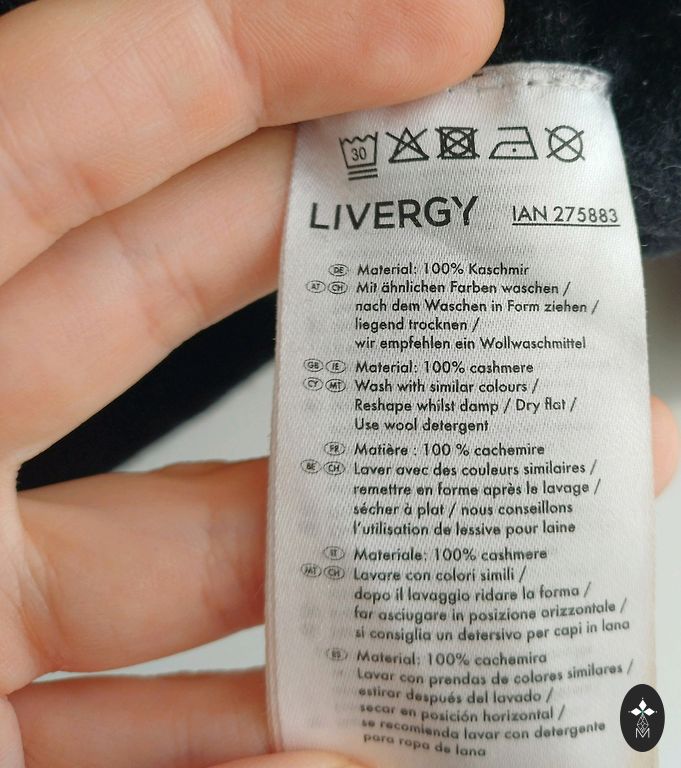 30
LIVERGY IAN 275883
DE Material: 100% Kaschmir
AT CH Mit ähnlichen Farben waschen /
nach dem Waschen in Form ziehen /
liegend trocknen /
wir empfehlen ein Wollwaschmittel
GB IE Material: 100% cashmere
CY MT Wash with similar colours /
Reshape whilst damp / Dry flat /
Use wool detergent
FR Matière : 100 % cachemire
BE CH Laver avec des couleurs similaires /
remettre en forme après le lavage /
sécher à plat / nous conseillons
l'utilisation de lessive pour laine
IT Materiale: 100% cashmere
MT CH Lavare con colori simili /
dopo il lavaggio ridare la forma /
far asciugare in posizione orizzontale /
si consiglia un detersivo per capi in lana
ES Material: 100% cachemira
Lavar con prendas de colores similares /
estirar después del lavado /
secar en posición horizontal /
se recomienda lavar con detergente
para ropa de lana
M